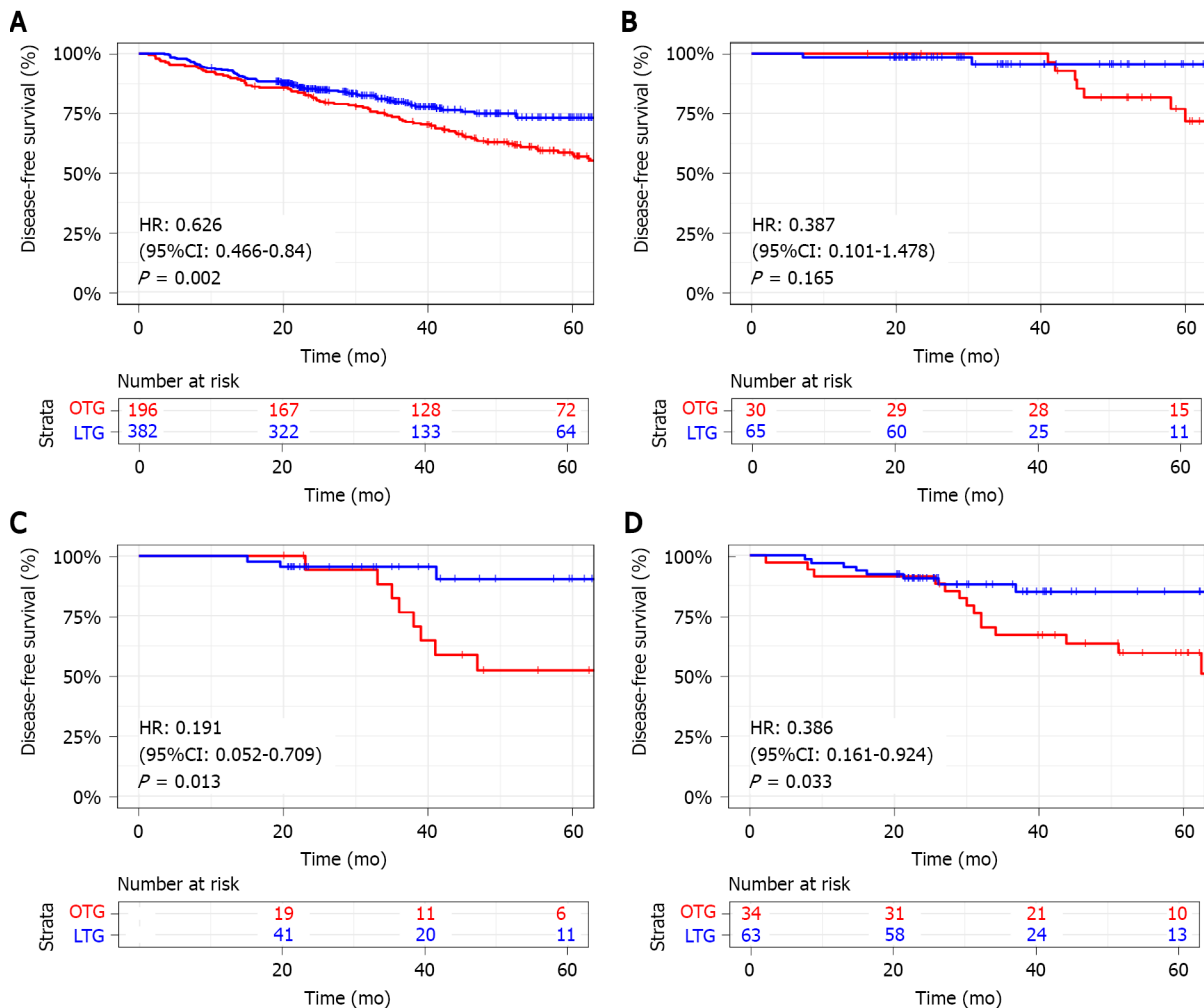 A
Disease-free survival (%)
100%
75%
50%
25%
0%
HR: 0.626
(95%CI: 0.466-0.84)
P = 0.002
0 20 40 60
Time (mo)
Number at risk
Strata
OTG 196 167 128 72
LTG 382 322 133 64
0 20 40 60
Time (mo)
B
Disease-free survival (%)
100%
75%
50%
25%
0%
HR: 0.387
(95%CI: 0.101-1.478)
P = 0.165
0 20 40 60
Time (mo)
Number at risk
Strata
OTG 30 29 28 15
LTG 65 60 25 11
0 20 40 60
Time (mo)
C
Disease-free survival (%)
100%
75%
50%
25%
0%
HR: 0.191
(95%CI: 0.052-0.709)
P = 0.013
0 20 40 60
Time (mo)
Number at risk
Strata
OTG 19 11 6
LTG 41 20 11
20 40 60
Time (mo)
D
Disease-free survival (%)
100%
75%
50%
25%
0%
HR: 0.386
(95%CI: 0.161-0.924)
P = 0.033
0 20 40 60
Time (mo)
Number at risk
Strata
OTG 34 31 21 10
LTG 63 58 24 13
0 20 40 60
Time (mo)